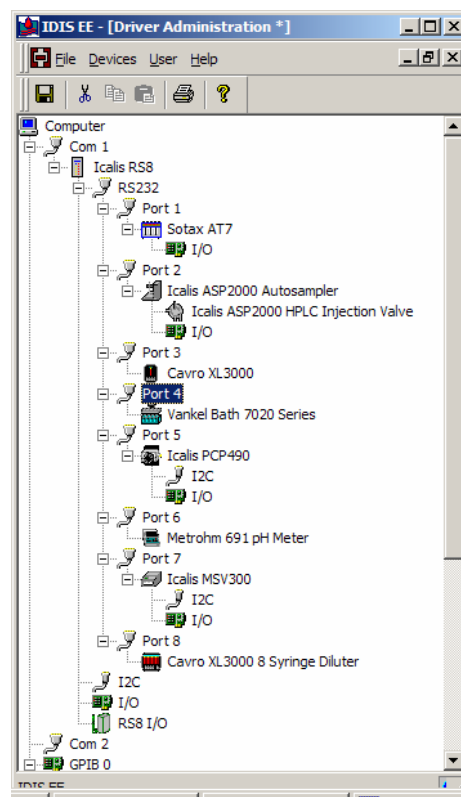 IDIS EE - [Driver Administration *]
File Devices User Help
Computer
Com 1
Icalis RS8
RS232
Port 1
Sotax AT7
I/O
Port 2
Icalis ASP2000 Autosampler
Icalis ASP2000 HPLC Injection Valve
I/O
Port 3
Cavro XL3000
Port 4
Vankel Bath 7020 Series
Port 5
Icalis PCP490
I2C
I/O
Port 6
Metrohm 691 pH Meter
Port 7
Icalis MSV300
I2C
I/O
Port 8
Cavro XL3000 8 Syringe Diluter
I2C
I/O
RS8 I/O
Com 2
GPIB 0
IDIS EE